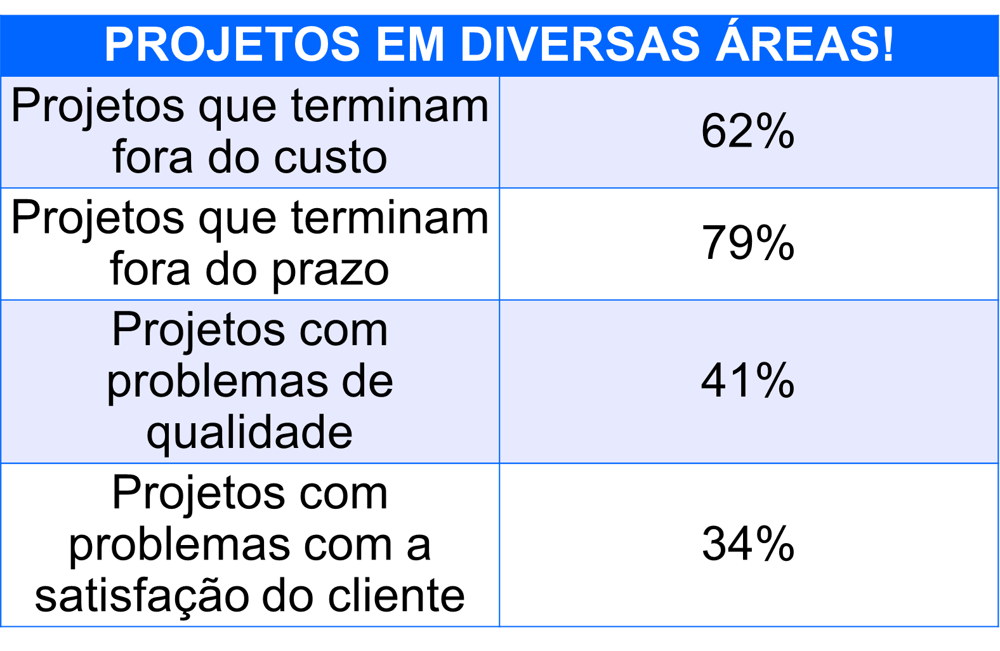 PROJETOS EM DIVERSAS ÁREAS!
Projetos que terminam
fora do custo
62%
Projetos que terminam
fora do prazo
79%
Projetos com
problemas de
qualidade
41%
Projetos com
problemas com a
satisfação do cliente
34%